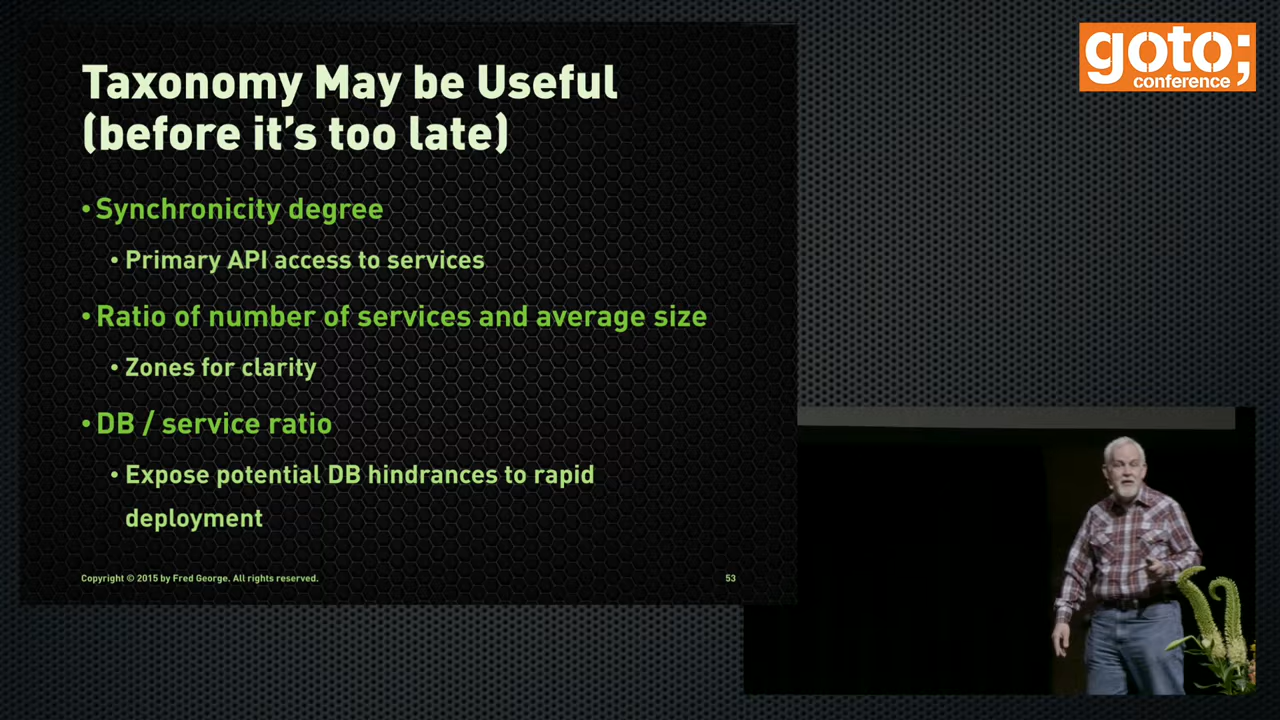 goto;
conference
Taxonomy May be Useful
(before it's too late)
• Synchronicity degree
• Primary API access to services
• Ratio of number of services and average size
• Zones for clarity
• DB / service ratio
• Expose potential DB hindrances to rapid
deployment
Copyright © 2015 by Fred George. All rights reserved.
53